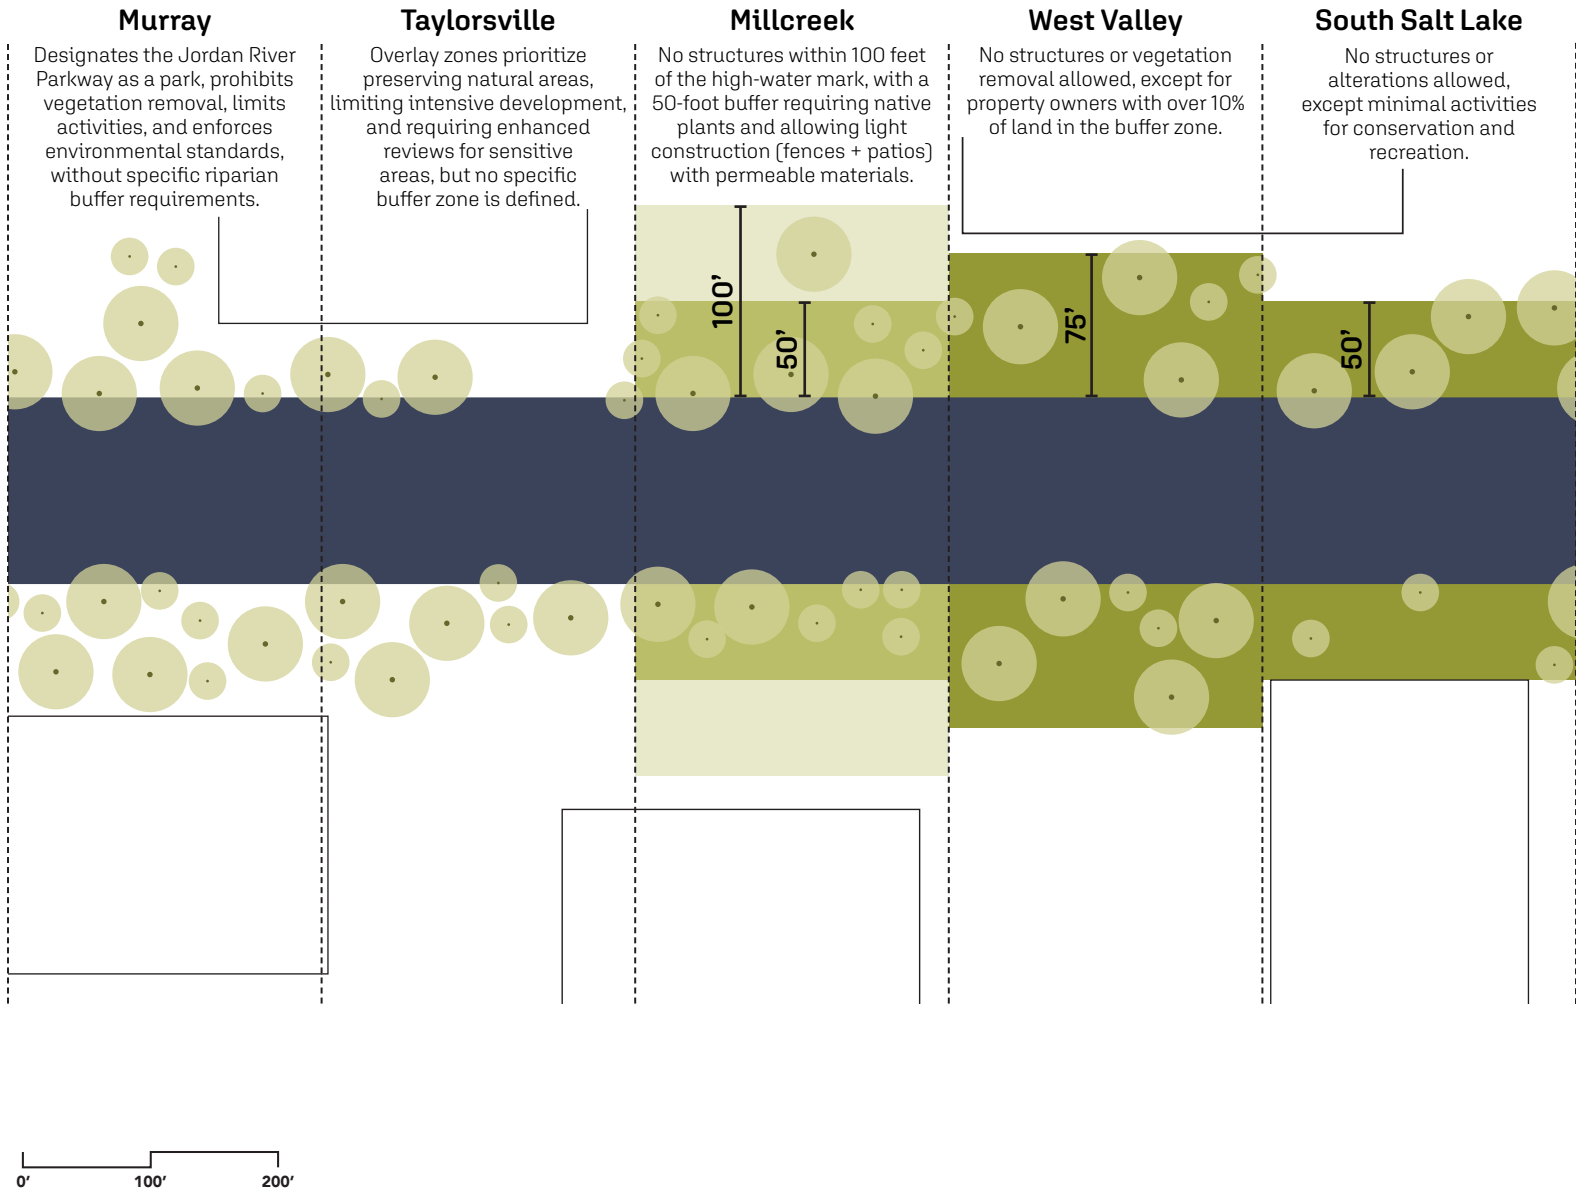 Murray
Designates the Jordan River
Parkway as a park, prohibits
vegetation removal, limits
activities, and enforces
environmental standards,
without specific riparian
buffer requirements.
Taylorsville
Overlay zones prioritize
preserving natural areas,
limiting intensive development,
and requiring enhanced
reviews for sensitive
areas, but no specific
buffer zone is defined.
Millcreek
No structures within 100 feet
of the high-water mark, with a
50-foot buffer requiring native
plants and allowing light
construction (fences + patios)
with permeable materials.
West Valley
No structures or vegetation
removal allowed, except for
property owners with over 10%
of land in the buffer zone.
South Salt Lake
No structures or
alterations allowed,
except minimal activities
for conservation and
recreation.
100’
50’
75’
50’
0’
100’
200’